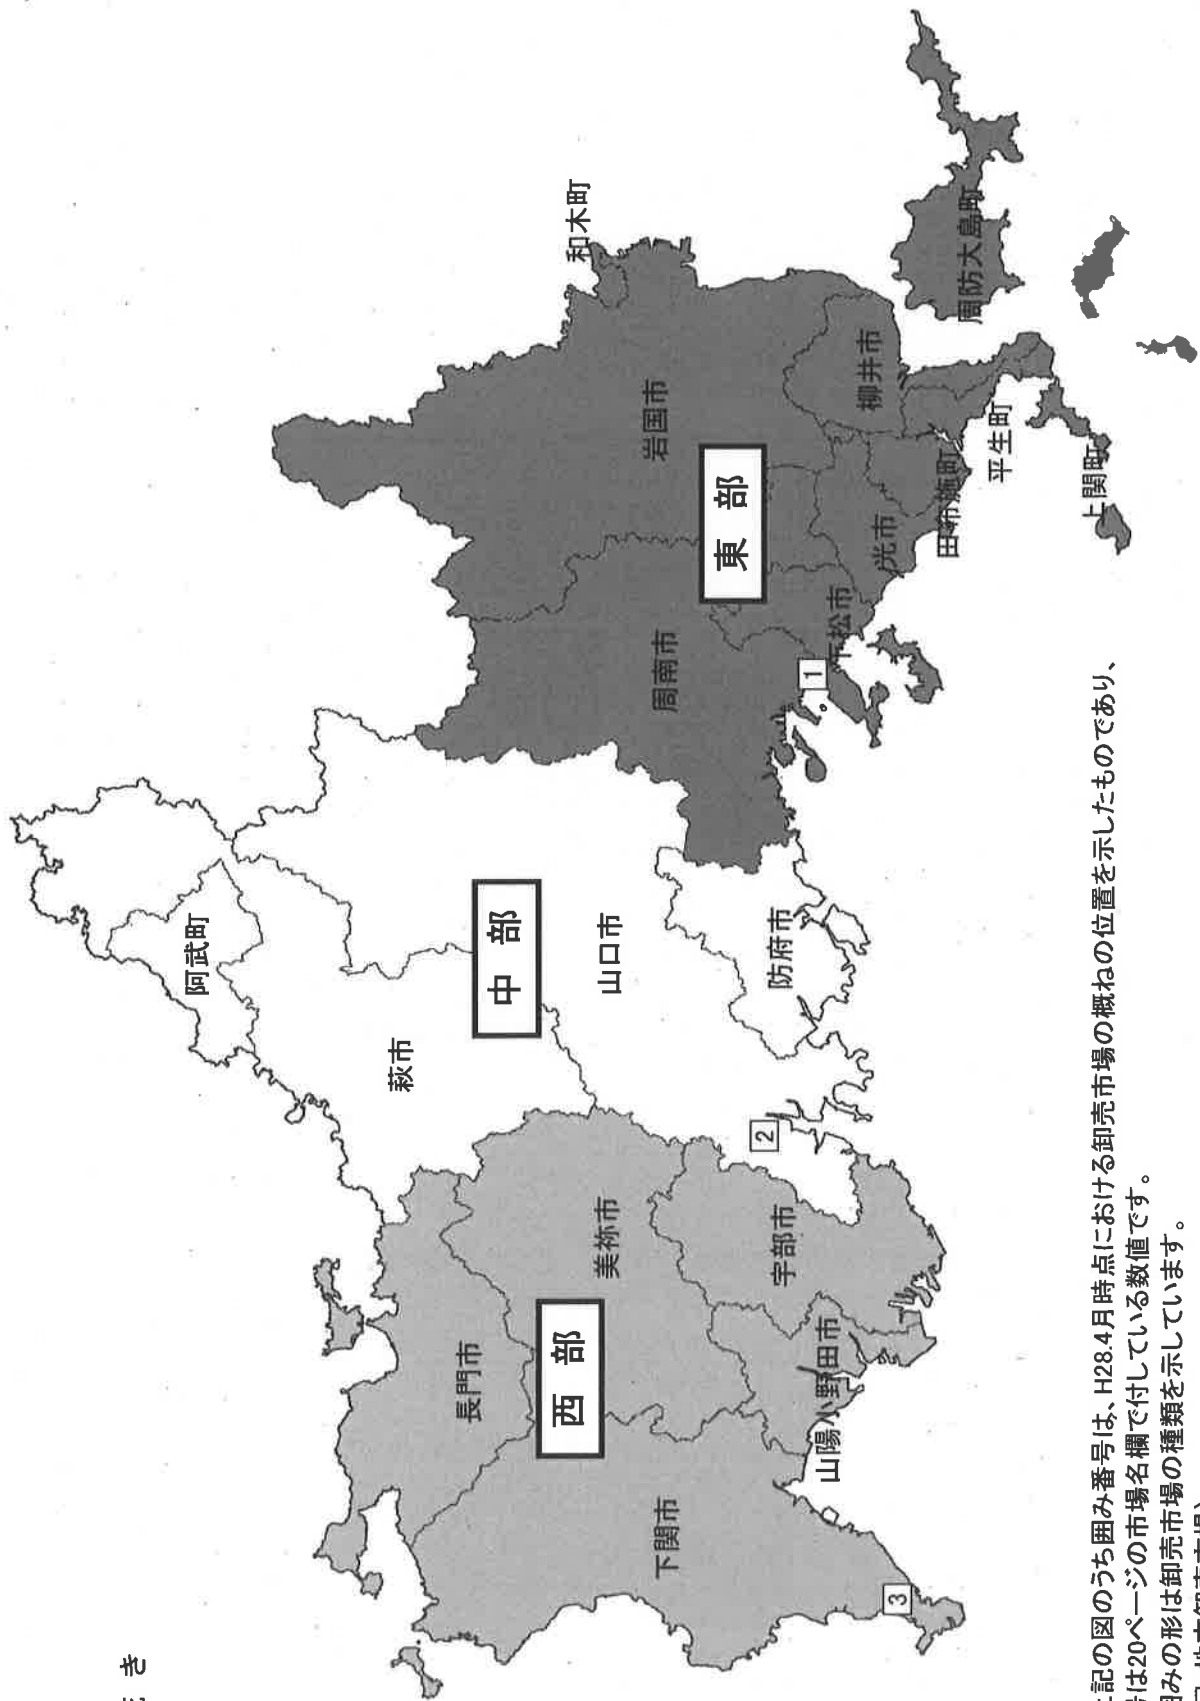 和木町
岩国市
周防大島町
柳井市
東 部
平生町
上関町
田布施町
光市
下松市
周南市
1
阿武町
中 部
山口市
防府市
萩市
2
美祢市
宇部市
長門市
西 部
山陽小野田市
下関市
3
記の図のうち囲み番号は、H28.4月時点における卸売市場の概ねの位置を示したものであり、
は20ページの市場名欄で付している数値です。
みの形は卸売市場の種類を示しています。
き